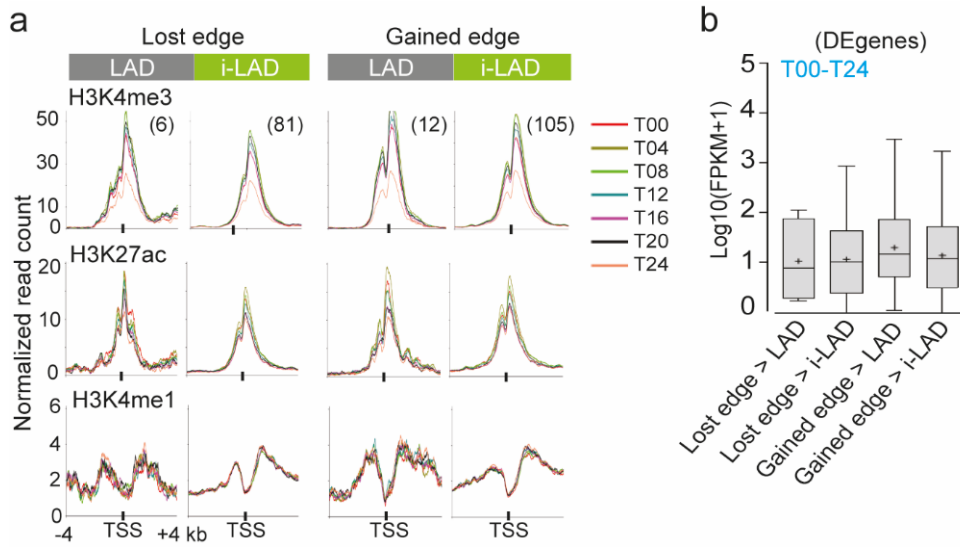 a
Lost edge
Gained edge
LAD
i-LAD
LAD
i-LAD
H3K4me3
50
30
10
0
(6)
(81)
(12)
(105)
T00
T04
T08
T12
T16
T20
T24
Normalized read count
H3K27ac
20
10
0
H3K4me1
6
4
2
0
-4
TSS
+4 kb
TSS
TSS
TSS
b
(DEgenes)
T00-T24
Log10(FPKM+1)
5
4
3
2
1
0
Lost edge > LAD
Lost edge > i-LAD
Gained edge > LAD
Gained edge > i-LAD